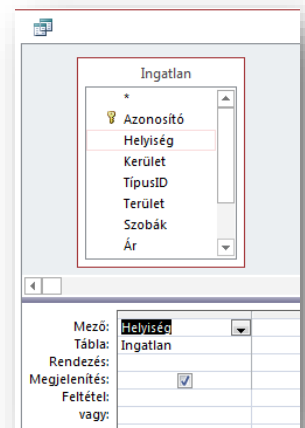 Ingatlan
*
Azonosító
Helyiség
Kerület
TípusID
Terület
Szobák
Ár
Mező: Helyiség
Tábla: Ingatlan
Rendezés:
Megjelenítés:
Feltétel:
vagy: